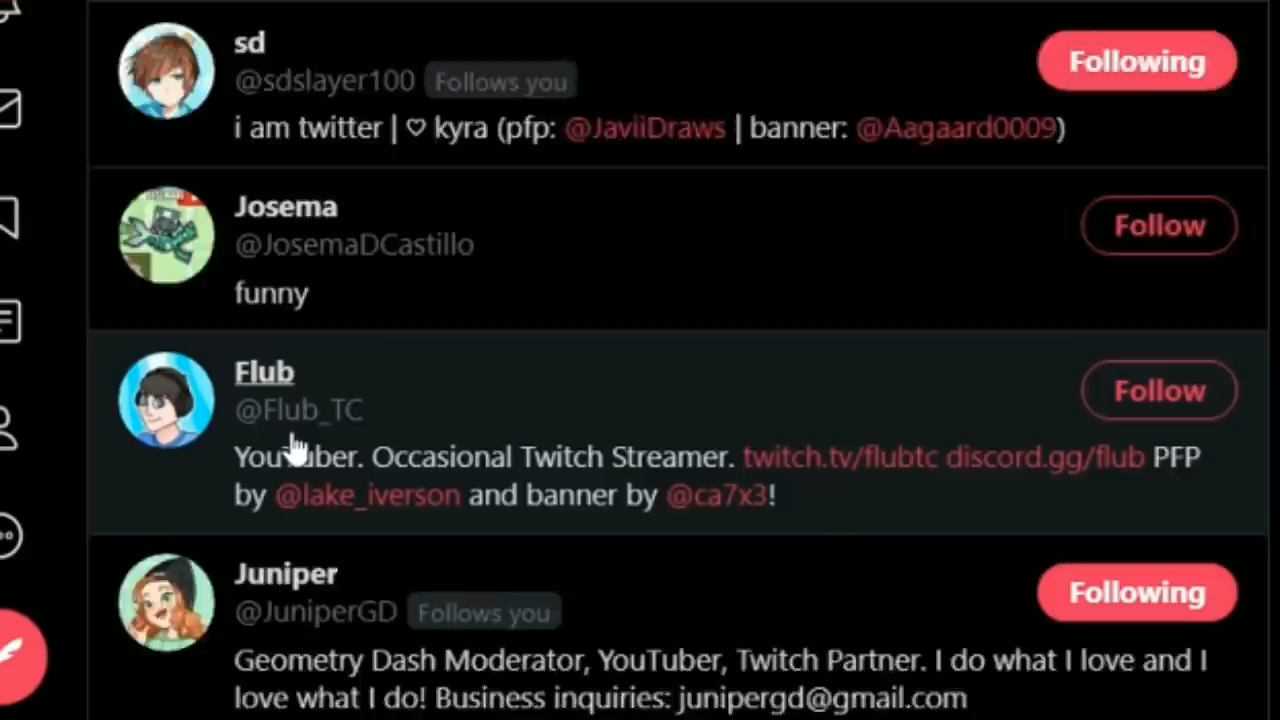 sd
Following
@sdslayer100 Follows you
i am twitter | ♡ kyra (pfp: @JaviiDraws | banner: @Aagaard0009)
Josema
Follow
@JosemaDCastillo
funny
Flub
Follow
@Flub_TC
YouTuber. Occasional Twitch Streamer. twitch.tv/flubtc discord.gg/flub PFP
by @lake_iverson and banner by @ca7x3!
Juniper
Following
@JuniperGD Follows you
Geometry Dash Moderator, YouTuber, Twitch Partner. I do what I love and I
love what I do! Business inquiries: junipergd@gmail.com